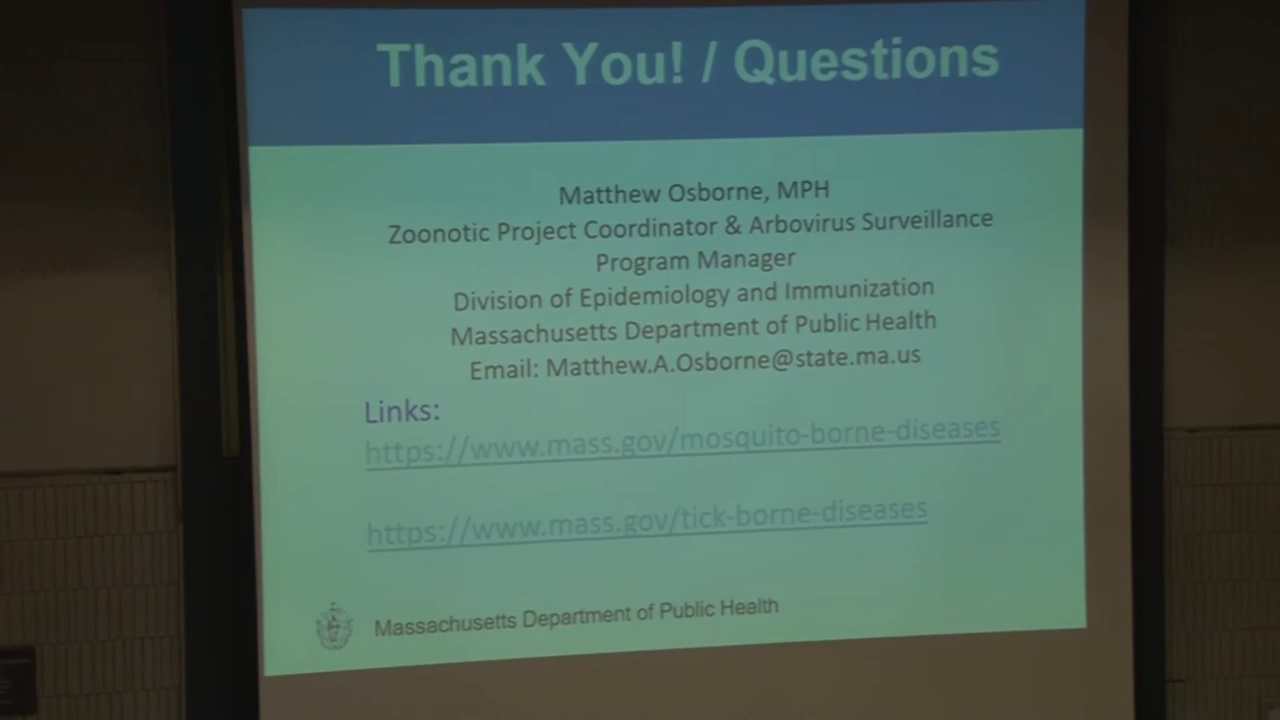 Thank You! / Questions
Matthew Osborne, MPH
Zoonotic Project Coordinator & Arbovirus Surveillance
Program Manager
Division of Epidemiology and Immunization
Massachusetts Department of Public Health
Email: Matthew.A.Osborne@state.ma.us
Links:
https://www.mass.gov/mosquito-borne-diseases
https://www.mass.gov/tick-borne-diseases
Massachusetts Department of Public Health